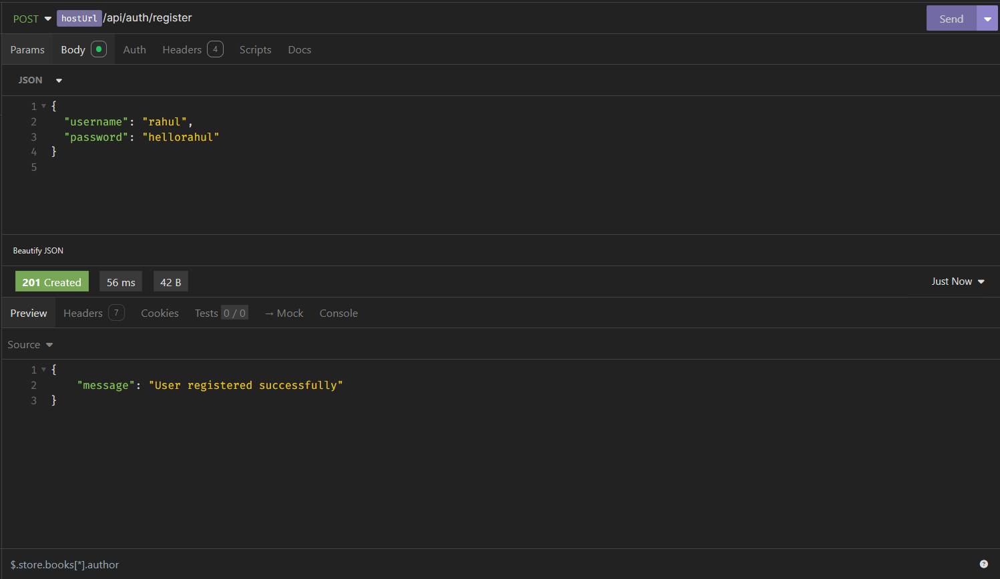 POST hostUrl/api/auth/register Send
Params Body Auth Headers 4 Scripts Docs
JSON
1 {
2 "username": "rahul",
3 "password": "hellorahul"
4 }
5
Beautify JSON
201 Created 56 ms 42 B Just Now
Preview Headers 7 Cookies Tests 0 / 0 → Mock Console
Source
1 {
2 "message": "User registered successfully"
3 }
$.store.books[*].author ?